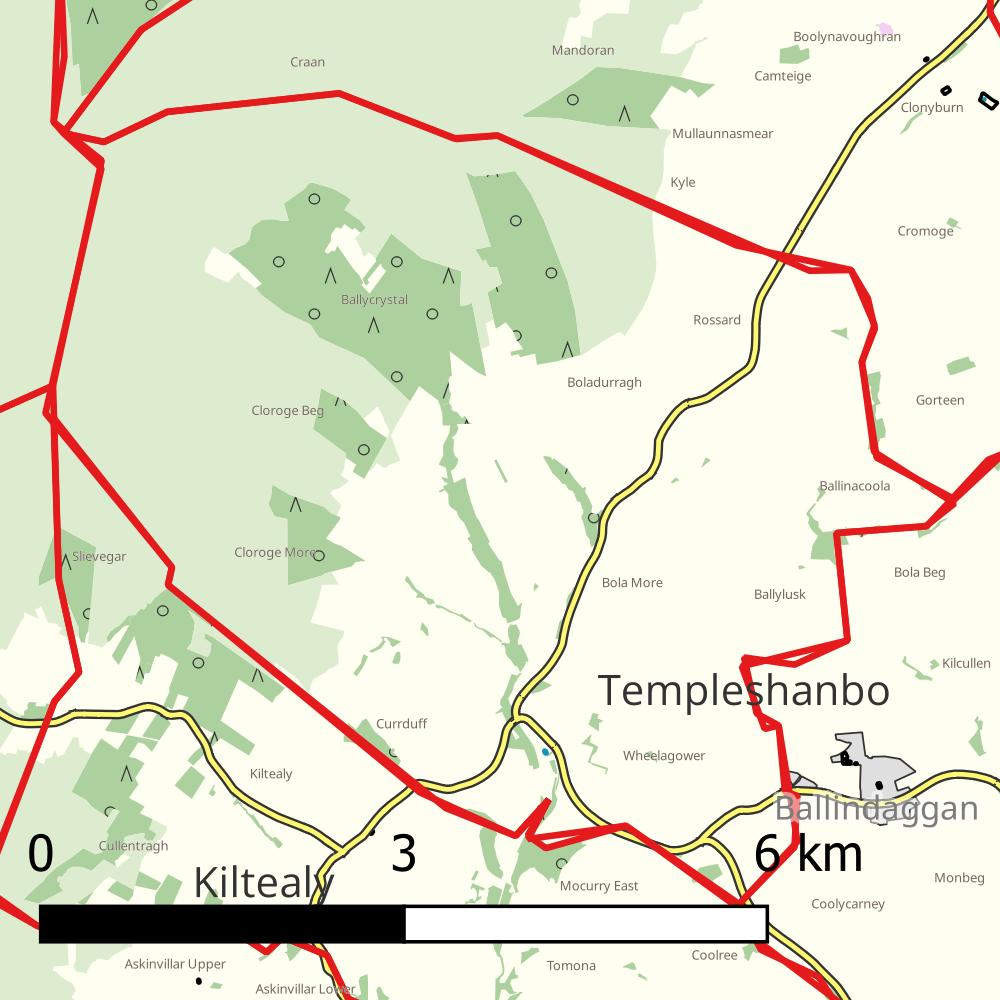 Boolynavoughran
Mandoran
Craan
Camteige
Clonyburn
Mullaunnasmear
Kyle
Cromoge
Ballycrystal
Rossard
Boladurragh
Gorteen
Cloroge Beg
Ballinacoola
Cloroge More
Slievegar
Bola Beg
Bola More
Ballylusk
Kilcullen
Templeshanbo
Currduff
Wheelagower
Kiltealy
Ballindaggan
Cullentragh
0 3 6 km
Kiltealy
Mocurry East
Monbeg
Coolycarney
Coolree
Askinvillar Upper
Tomona
Askinvillar Lower